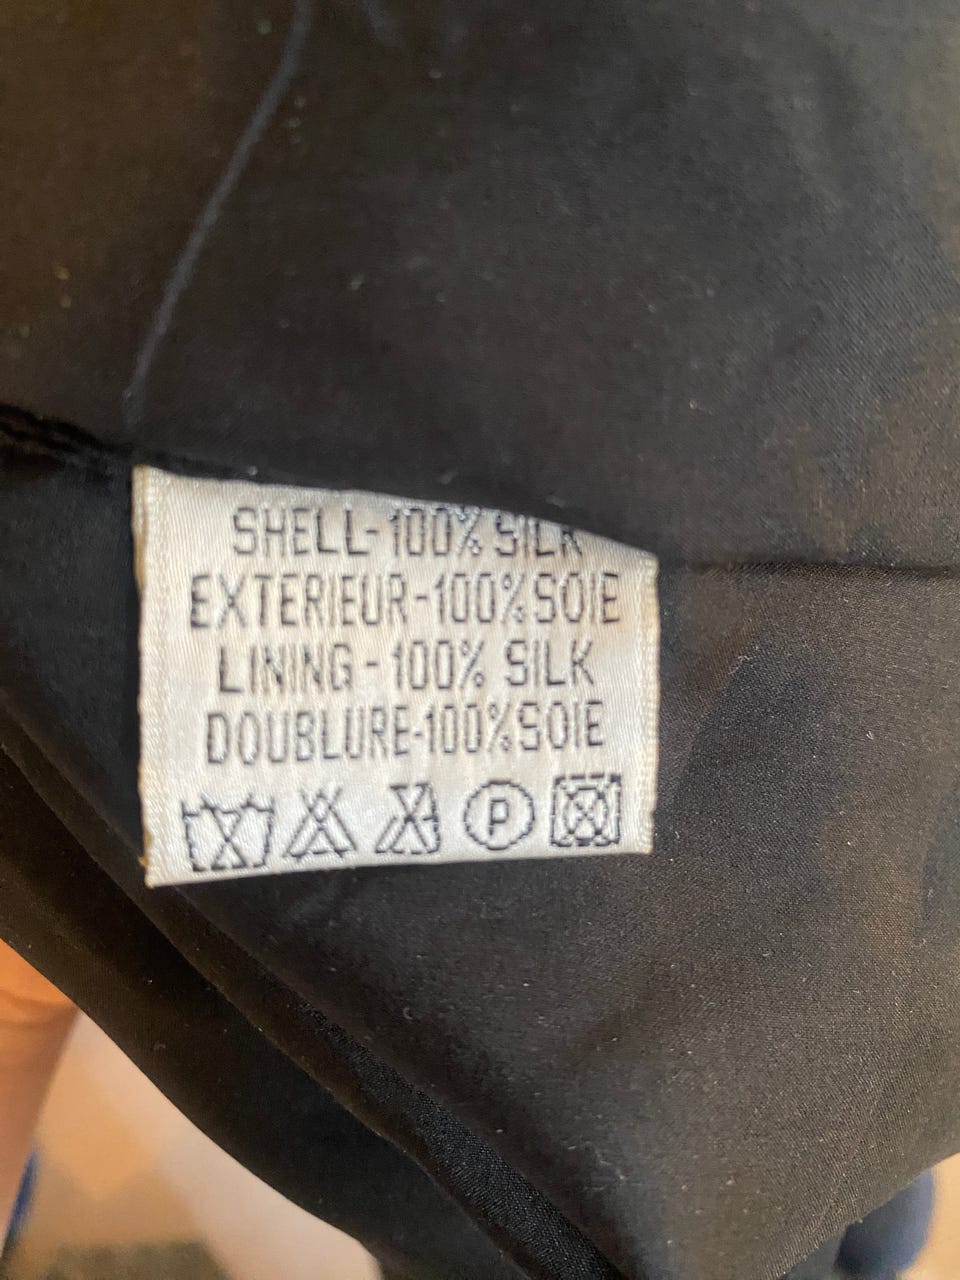 SHELL-100% SILK
EXTERIEUR-100%SOIE
LINING-100% SILK
DOUBLURE-100%SOIE
P